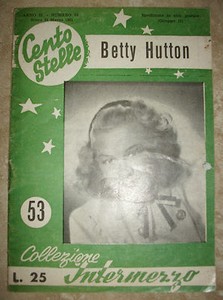 Cento
Stelle
Betty Hutton
53
Collezione
Intermezzo
L. 25